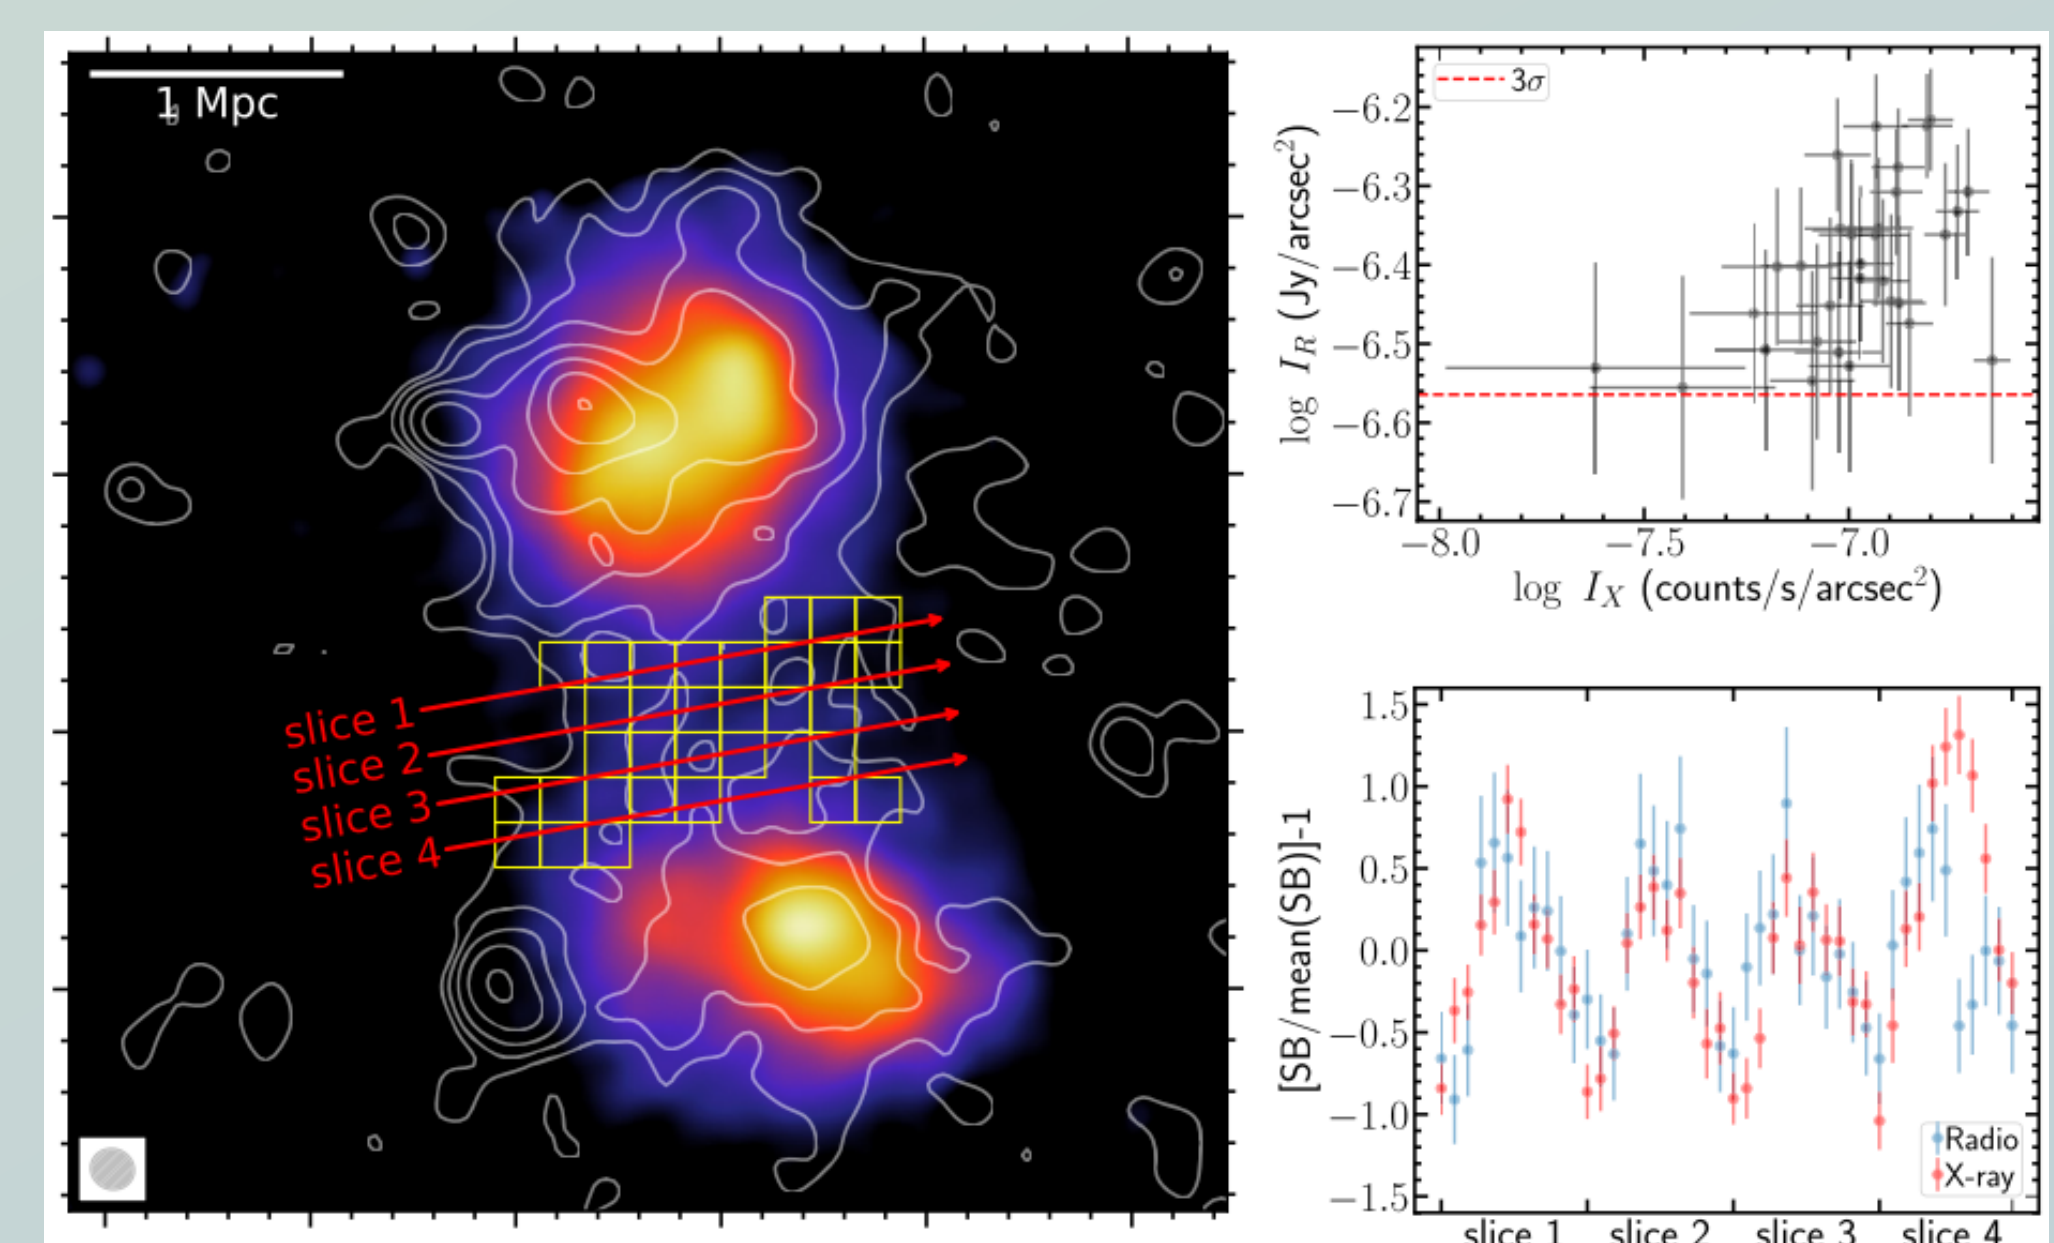 1 Mpc
slice 1
slice 2
slice 3
slice 4
3σ
−6.2
−6.3
−6.4
−6.5
−6.6
−6.7
log I_R (Jy/arcsec²)
−8.0 −7.5 −7.0
log I_X (counts/s/arcsec²)
1.5
1.0
0.5
0.0
−0.5
−1.0
−1.5
[SB/mean(SB)]-1
Radio
X-ray
slice 1 slice 2 slice 3 slice 4